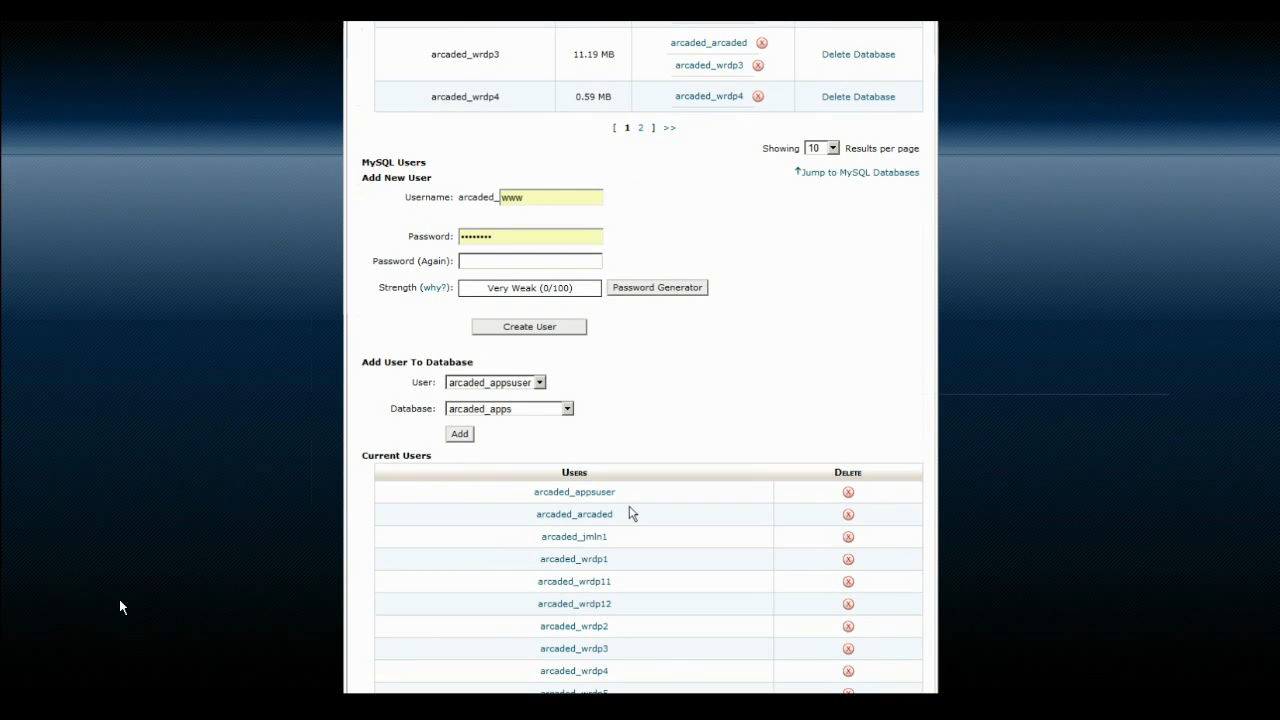 arcaded_wrdp3 11.19 MB arcaded_arcaded Delete Database
arcaded_wrdp3
arcaded_wrdp4 0.59 MB arcaded_wrdp4 Delete Database
[ 1 2 ] >>
Showing 10 Results per page
MySQL Users
↑Jump to MySQL Databases
Add New User
Username: arcaded_www
Password: ••••••••
Password (Again):
Strength (why?): Very Weak (0/100) Password Generator
Create User
Add User To Database
User: arcaded_appsuser
Database: arcaded_apps
Add
Current Users
Users Delete
arcaded_appsuser
arcaded_arcaded
arcaded_jmln1
arcaded_wrdp1
arcaded_wrdp11
arcaded_wrdp12
arcaded_wrdp2
arcaded_wrdp3
arcaded_wrdp4